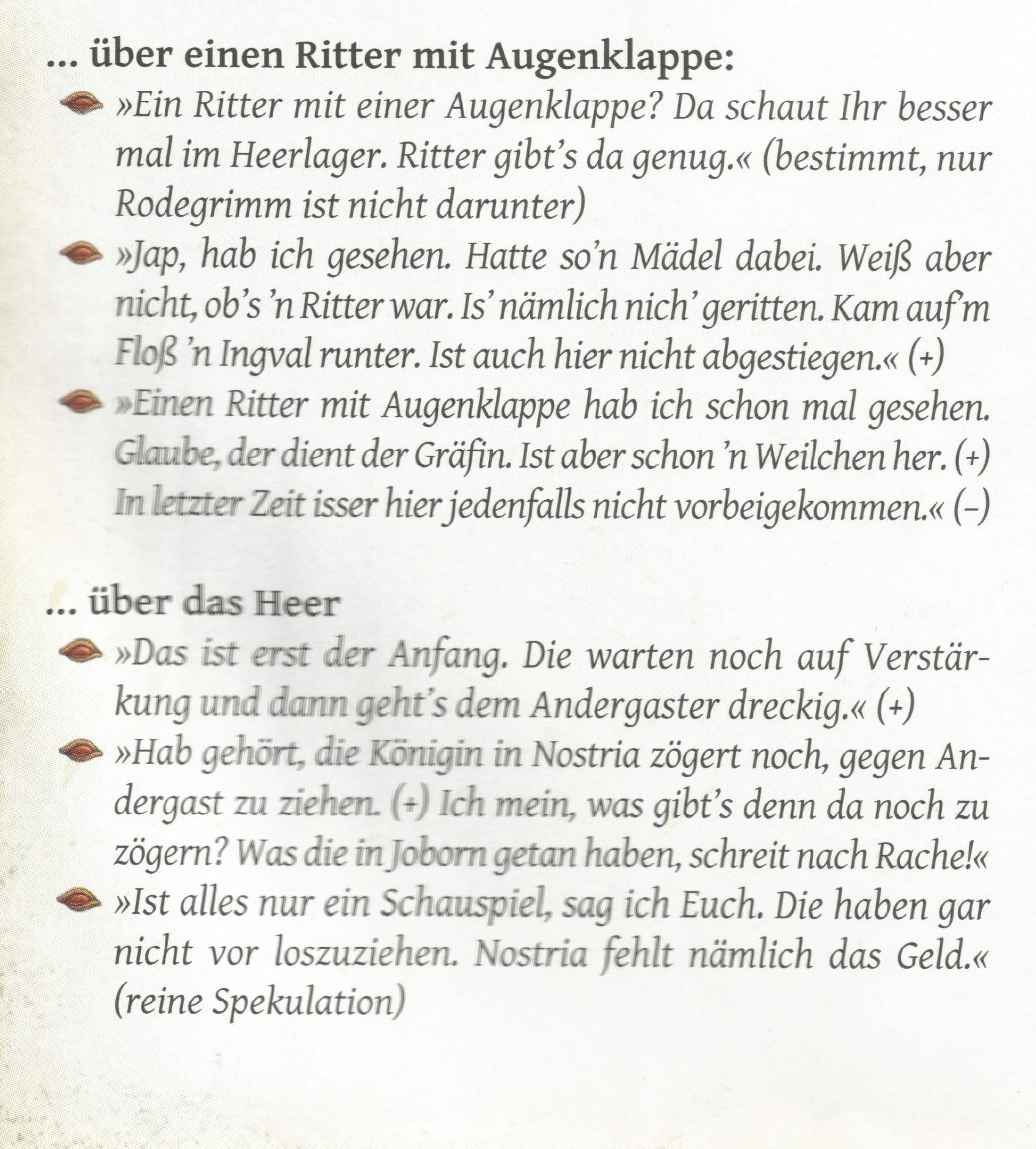 ... über einen Ritter mit Augenklappe:
»Ein Ritter mit einer Augenklappe? Da schaut Ihr besser
mal im Heerlager. Ritter gibt’s da genug.« (bestimmt, nur
Rodegrimm ist nicht darunter)
»Jap, hab ich gesehen. Hatte so’n Mädel dabei. Weiß aber
nicht, ob’s ’n Ritter war. Is’ nämlich nich’ geritten. Kam auf’m
Floß ’n Ingval runter. Ist auch hier nicht abgestiegen.« (+)
»Einen Ritter mit Augenklappe hab ich schon mal gesehen.
Glaube, der dient der Gräfin. Ist aber schon ’n Weilchen her. (+)
In letzter Zeit isser hier jedenfalls nicht vorbeigekommen.« (–)
... über das Heer
»Das ist erst der Anfang. Die warten noch auf Verstär-
kung und dann geht’s dem Andergaster dreckig.« (+)
»Hab gehört, die Königin in Nostria zögert noch, gegen An-
dergast zu ziehen. (+) Ich mein, was gibt’s denn da noch zu
zögern? Was die in Joborn getan haben, schreit nach Rache!«
»Ist alles nur ein Schauspiel, sag ich Euch. Die haben gar
nicht vor loszuziehen. Nostria fehlt nämlich das Geld.«
(reine Spekulation)